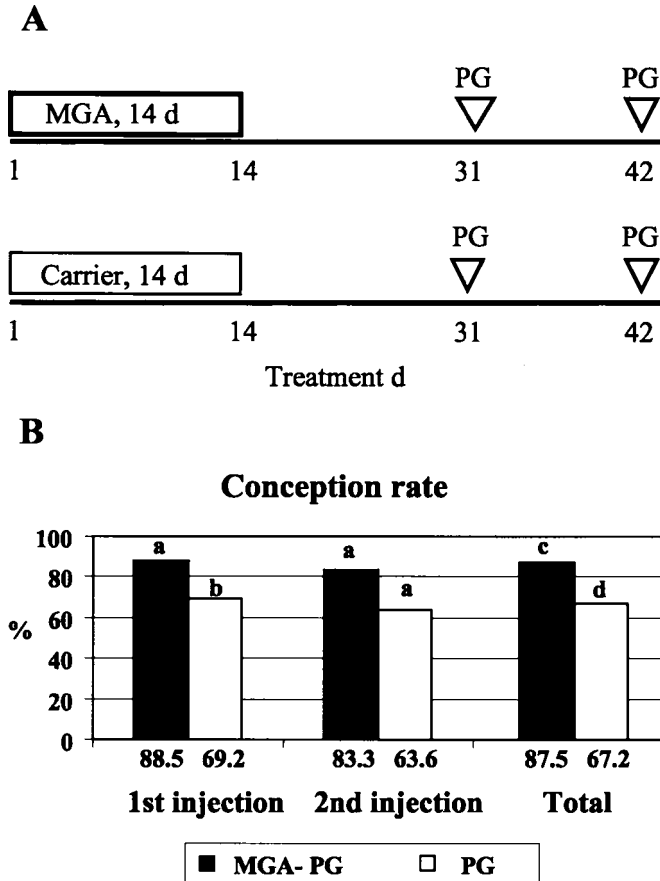 A
PG PG
MGA, 14 d
1 14 31 42
PG PG
Carrier, 14 d
1 14 31 42
Treatment d
B
Conception rate
100
80
60
40
20
0
%
a b a a c d
88.5 69.2 83.3 63.6 87.5 67.2
1st injection 2nd injection Total
MGA- PG PG